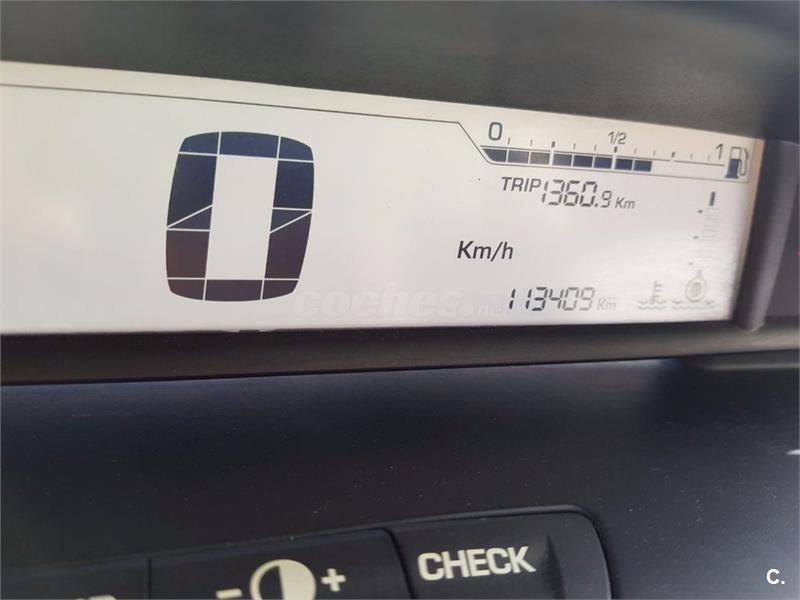 0 1/2 1
TRIP 1360.9 Km
0
Km/h
113409 Km
coches.net
- +
CHECK
C.